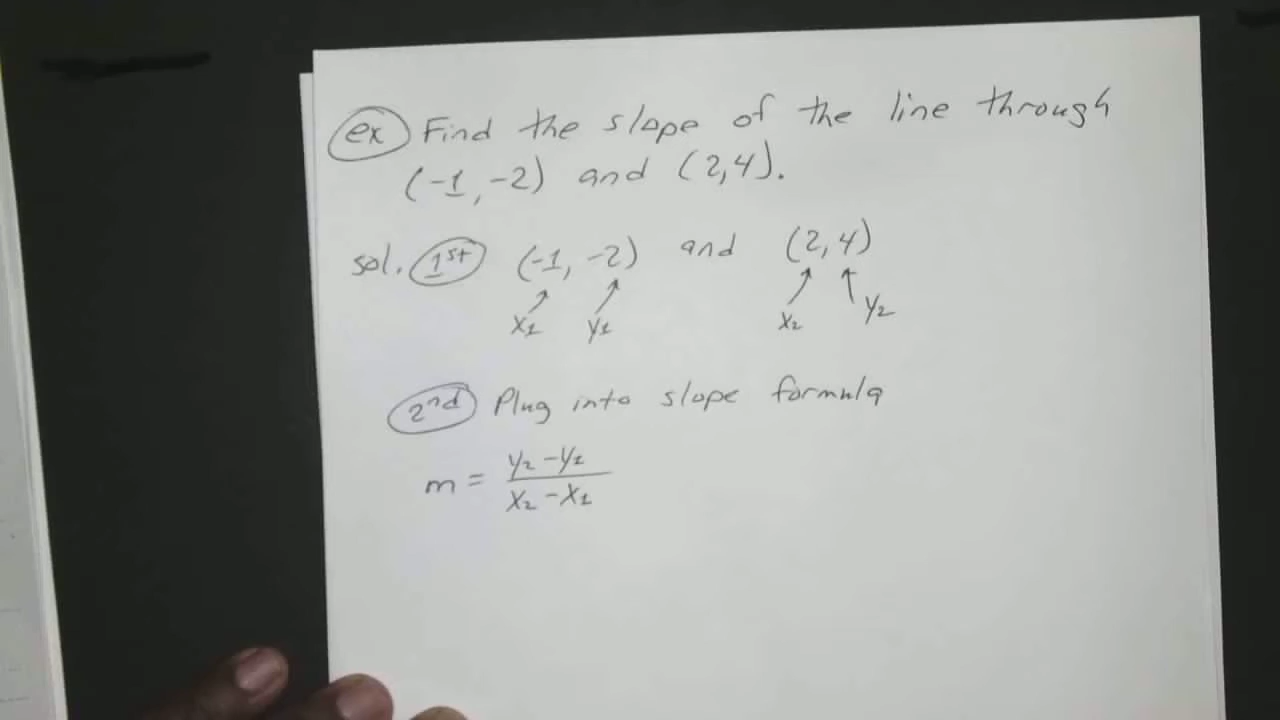 ex Find the slope of the line through
(-1, -2) and (2,4).
sol. 1st (-1, -2) and (2, 4)
x₁ y₁ x₂ y₂
2nd Plug into slope formula
m = y₂ - y₁
x₂ - x₁